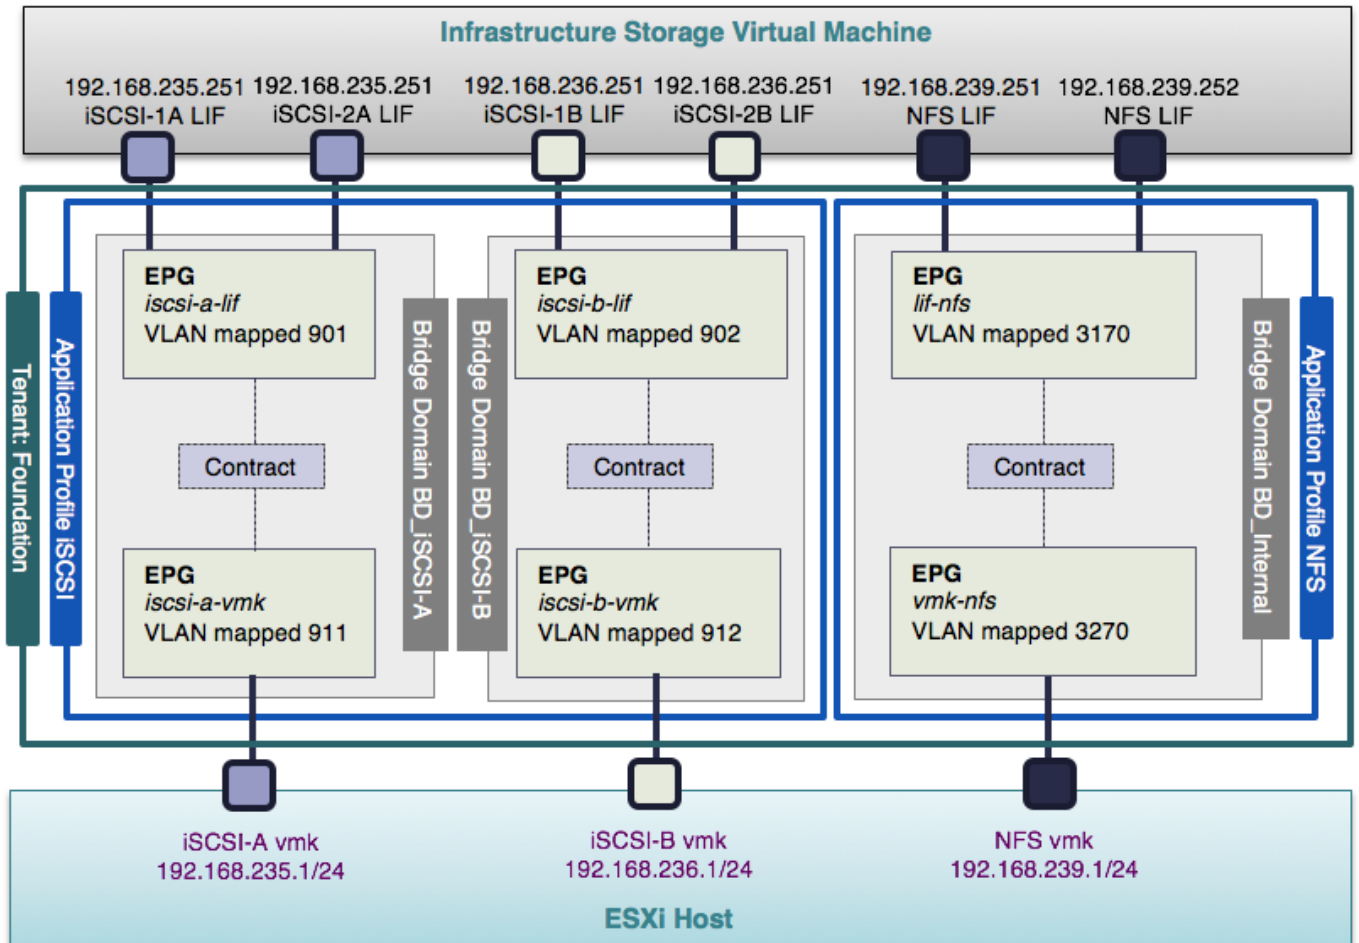 Infrastructure Storage Virtual Machine
192.168.235.251
iSCSI-1A LIF
192.168.235.251
iSCSI-2A LIF
192.168.236.251
iSCSI-1B LIF
192.168.236.251
iSCSI-2B LIF
192.168.239.251
NFS LIF
192.168.239.252
NFS LIF
Tenant: Foundation
Application Profile iSCSI
EPG
iscsi-a-lif
VLAN mapped 901
Contract
EPG
iscsi-a-vmk
VLAN mapped 911
Bridge Domain BD_iSCSI-A
Bridge Domain BD_iSCSI-B
EPG
iscsi-b-lif
VLAN mapped 902
Contract
EPG
iscsi-b-vmk
VLAN mapped 912
EPG
lif-nfs
VLAN mapped 3170
Contract
EPG
vmk-nfs
VLAN mapped 3270
Bridge Domain BD_Internal
Application Profile NFS
iSCSI-A vmk
192.168.235.1/24
iSCSI-B vmk
192.168.236.1/24
NFS vmk
192.168.239.1/24
ESXi Host